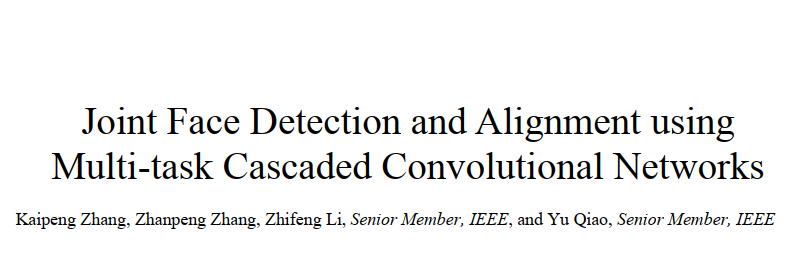 Joint Face Detection and Alignment using
Multi-task Cascaded Convolutional Networks
Kaipeng Zhang, Zhanpeng Zhang, Zhifeng Li, Senior Member, IEEE, and Yu Qiao, Senior Member, IEEE